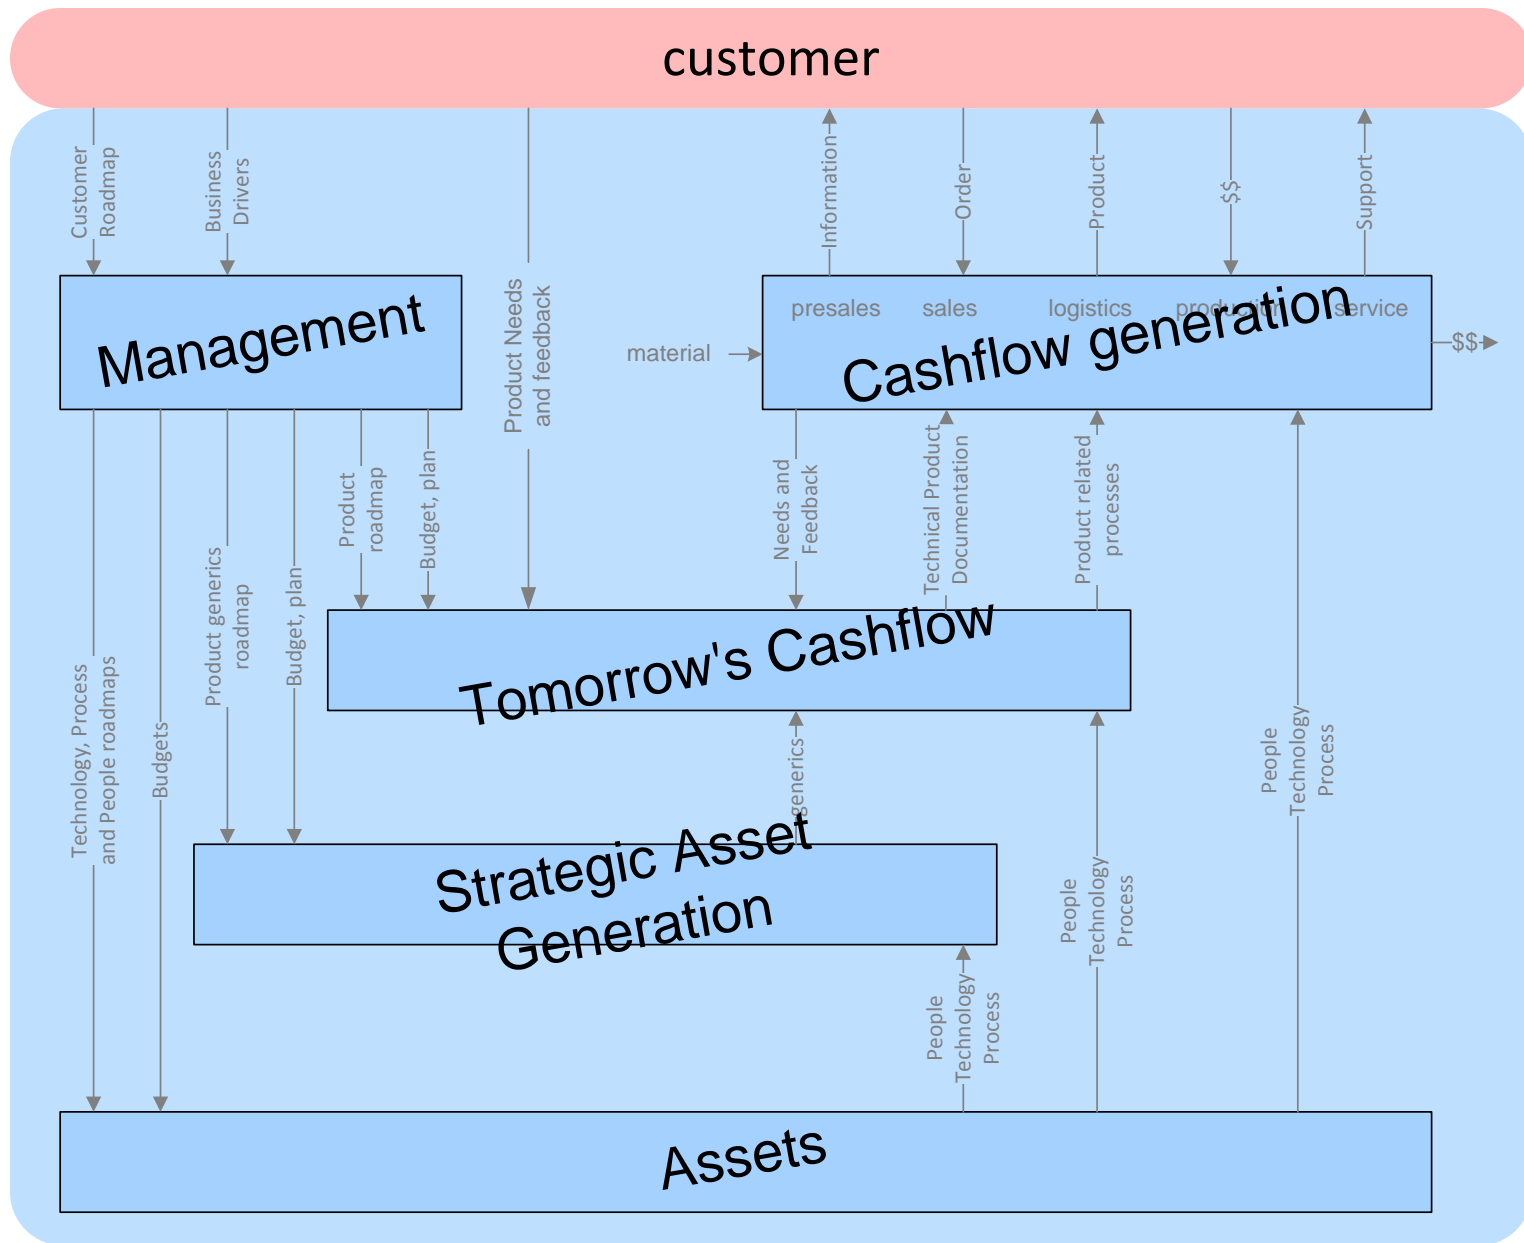 customer
Customer
Roadmap
Business
Drivers
Product Needs
and feedback
Information
Order
Product
$$
Support
Management
presales
sales
logistics
production
service
Cashflow generation
material
$$
Technology, Process
and People roadmaps
Budgets
Product generics
roadmap
Budget, plan
Product
roadmap
Budget, plan
Needs and
Feedback
Technical Product
Documentation
Product related
processes
People
Technology
Process
Tomorrow's Cashflow
generics
People
Technology
Process
Strategic Asset
Generation
People
Technology
Process
Assets